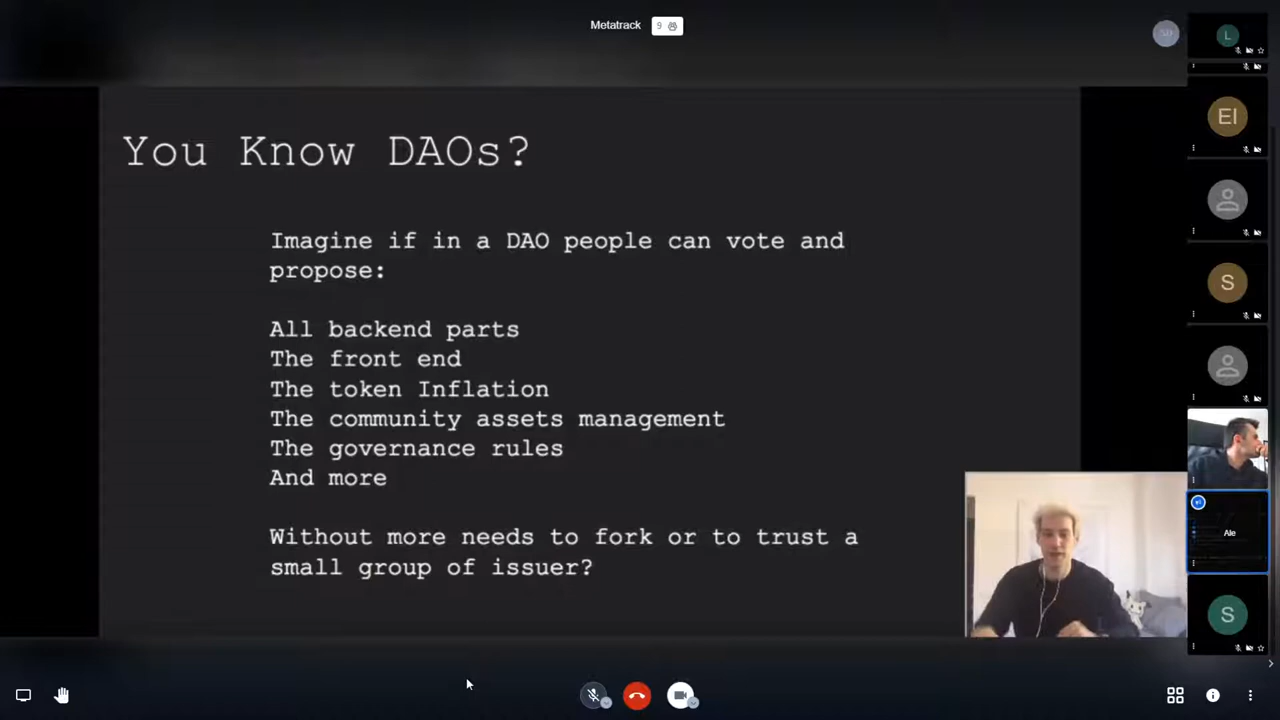 Metatrack 9
L
You Know DAOs?
EI
Imagine if in a DAO people can vote and
propose:
S
All backend parts
The front end
The token Inflation
The community assets management
The governance rules
And more
Without more needs to fork or to trust a
small group of issuer?
Ale
S